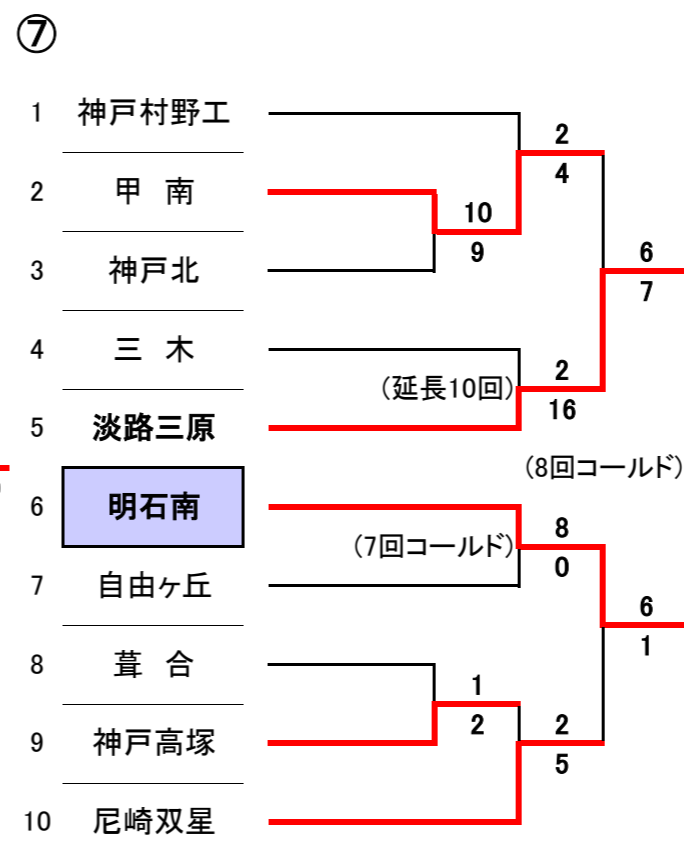 ⑦
1 神戸村野工
2 甲 南
3 神戸北
4 三 木
5 淡路三原
6 明石南
7 自由ヶ丘
8 葺 合
9 神戸高塚
10 尼崎双星
10
9
2
4
6
7
(延長10回)
2
16
(8回コールド)
(7回コールド)
8
0
6
1
1
2
2
5